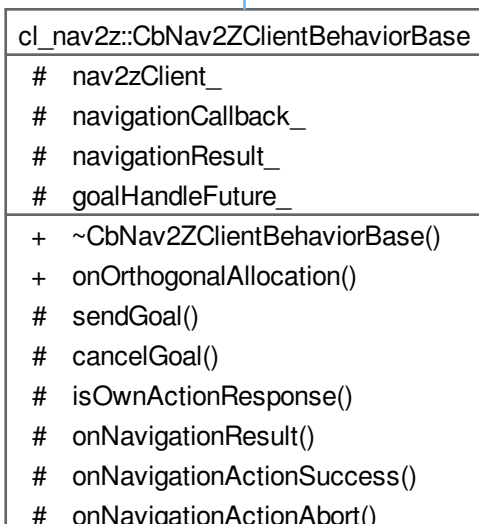 cl_nav2z::CbNav2ZClientBehaviorBase
# nav2zClient_
# navigationCallback_
# navigationResult_
# goalHandleFuture_
+ ~CbNav2ZClientBehaviorBase()
+ onOrthogonalAllocation()
# sendGoal()
# cancelGoal()
# isOwnActionResponse()
# onNavigationResult()
# onNavigationActionSuccess()
# onNavigationActionAbort()